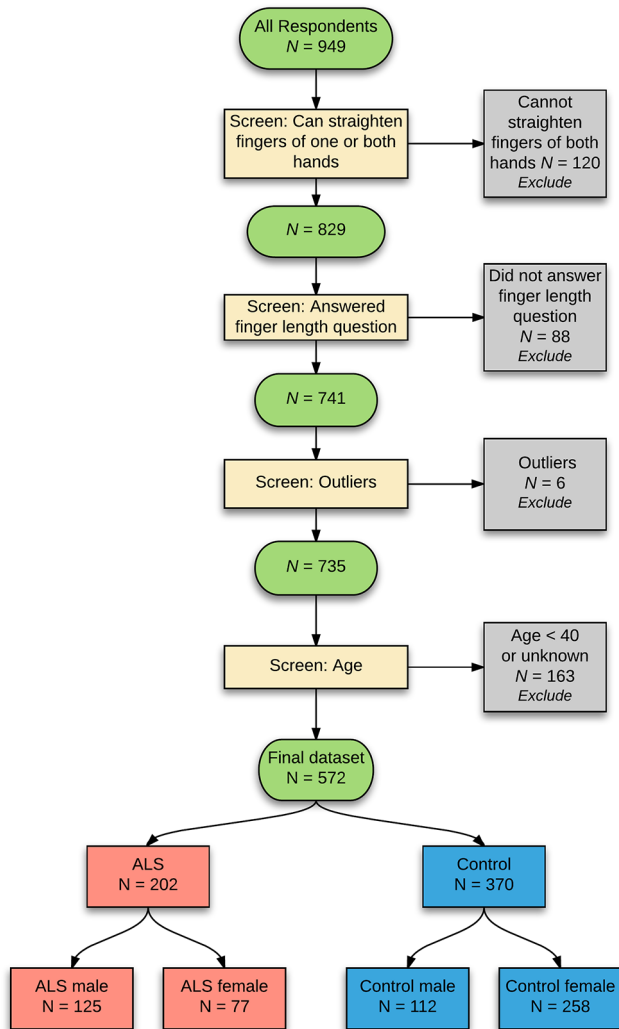 All Respondents
N = 949
Screen: Can straighten
fingers of one or both
hands
Cannot
straighten
fingers of both
hands N = 120
Exclude
N = 829
Screen: Answered
finger length question
Did not answer
finger length
question
N = 88
Exclude
N = 741
Screen: Outliers
Outliers
N = 6
Exclude
N = 735
Screen: Age
Age < 40
or unknown
N = 163
Exclude
Final dataset
N = 572
ALS
N = 202
Control
N = 370
ALS male
N = 125
ALS female
N = 77
Control male
N = 112
Control female
N = 258